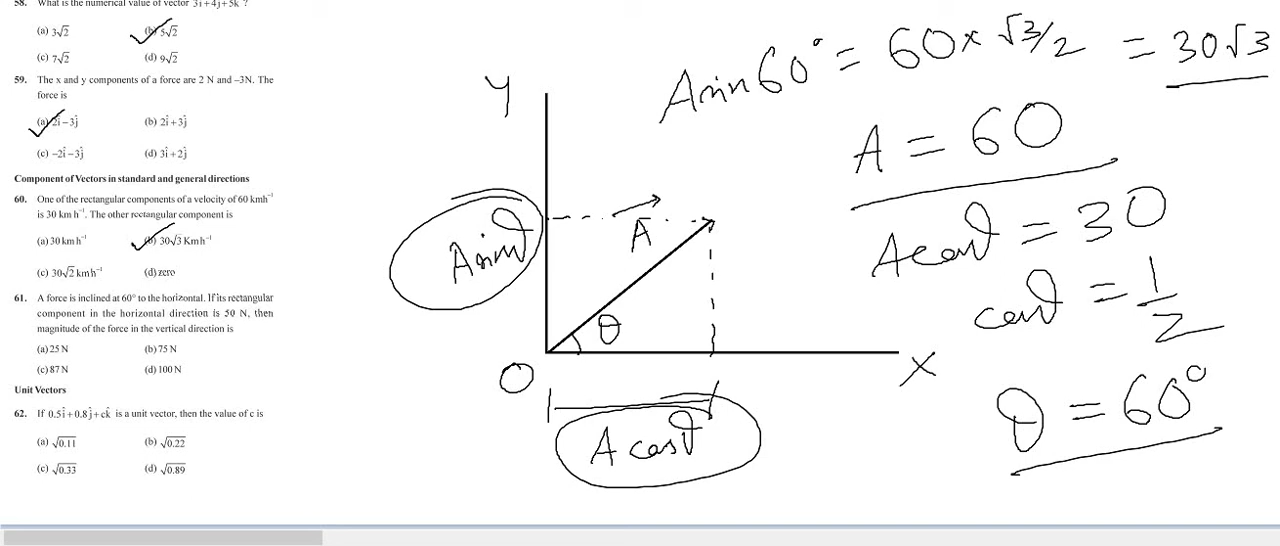 58. What is the numerical value of vector 3i+4j+5k ?
(a) 3√2 (b) 5√2
(c) 7√2 (d) 9√2
59. The x and y components of a force are 2 N and –3N. The
force is
(a) 2î–3ĵ (b) 2î+3ĵ
(c) –2î–3ĵ (d) 3î+2ĵ
Component of Vectors in standard and general directions
60. One of the rectangular components of a velocity of 60 kmh⁻¹
is 30 km h⁻¹. The other rectangular component is
(a) 30 km h⁻¹ (b) 30√3 Kmh⁻¹
(c) 30√2 kmh⁻¹ (d) zero
61. A force is inclined at 60° to the horizontal. If its rectangular
component in the horizontal direction is 50 N, then
magnitude of the force in the vertical direction is
(a) 25 N (b) 75 N
(c) 87 N (d) 100 N
Unit Vectors
62. If 0.5î+0.8ĵ+ck̂ is a unit vector, then the value of c is
(a) √0.11 (b) √0.22
(c) √0.33 (d) √0.89
Y
A sinθ
A
θ
O
X
A cosθ
A sin 60° = 60 × √3/2 = 30√3
A = 60
A cosθ = 30
cosθ = 1/2
θ = 60°